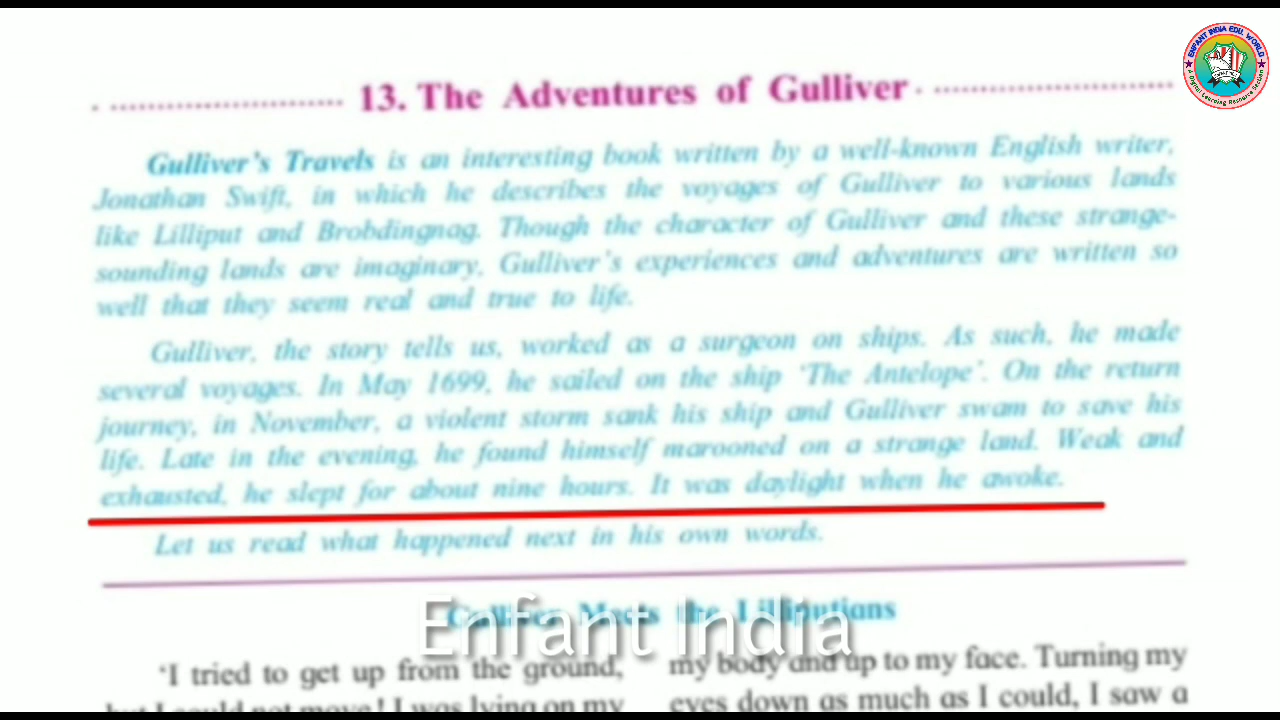 ENFANT INDIA EDU. WORLD
13. The Adventures of Gulliver
Gulliver's Travels is an interesting book written by a well-known English writer,
Jonathan Swift, in which he describes the voyages of Gulliver to various lands
like Lilliput and Brobdingnag. Though the character of Gulliver and these strange-
sounding lands are imaginary, Gulliver's experiences and adventures are written so
well that they seem real and true to life.
Gulliver, the story tells us, worked as a surgeon on ships. As such, he made
several voyages. In May 1699, he sailed on the ship 'The Antelope'. On the return
journey, in November, a violent storm sank his ship and Gulliver swam to save his
life. Late in the evening, he found himself marooned on a strange land. Weak and
exhausted, he slept for about nine hours. It was daylight when he awoke.
Let us read what happened next in his own words.
Gulliver Meets the Lilliputians
Enfant India
'I tried to get up from the ground,
but I could not move! I was lying on my
my body and up to my face. Turning my
eyes down as much as I could, I saw a